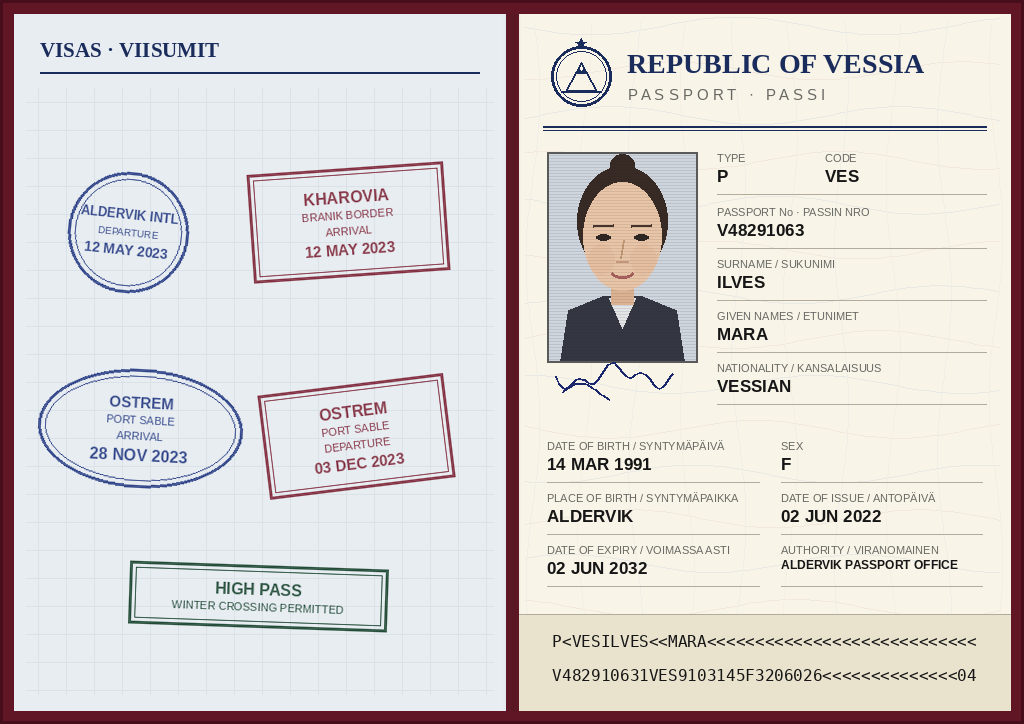 VISAS · VIISUMIT
ALDERVIK INTL
DEPARTURE
12 MAY 2023
KHAROVIA
BRANIK BORDER
ARRIVAL
12 MAY 2023
OSTREM
PORT SABLE
ARRIVAL
28 NOV 2023
OSTREM
PORT SABLE
DEPARTURE
03 DEC 2023
HIGH PASS
WINTER CROSSING PERMITTED
REPUBLIC OF VESSIA
PASSPORT · PASSI
TYPE CODE
P VES
PASSPORT No · PASSIN NRO
V48291063
SURNAME / SUKUNIMI
ILVES
GIVEN NAMES / ETUNIMET
MARA
NATIONALITY / KANSALAISUUS
VESSIAN
DATE OF BIRTH / SYNTYMÄPÄIVÄ SEX
14 MAR 1991 F
PLACE OF BIRTH / SYNTYMÄPAIKKA DATE OF ISSUE / ANTOPÄIVÄ
ALDERVIK 02 JUN 2022
DATE OF EXPIRY / VOIMASSA ASTI AUTHORITY / VIRANOMAINEN
02 JUN 2032 ALDERVIK PASSPORT OFFICE
P<VESILVES<<MARA<<<<<<<<<<<<<<<<<<<<<<<<<<<<
V482910631VES9103145F3206026<<<<<<<<<<<<<<04